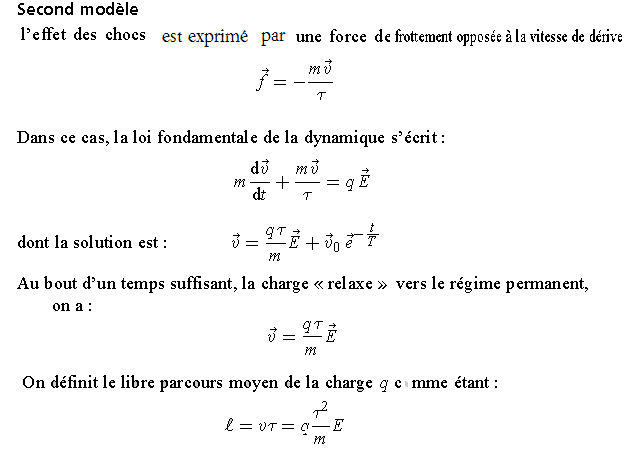 Second modèle
l'effet des chocs est exprimé par une force de frottement opposée à la vitesse de dérive
$\vec{f} = -\frac{m\vec{v}}{\tau}$
Dans ce cas, la loi fondamentale de la dynamique s'écrit :
$m\frac{d\vec{v}}{dt} + \frac{m\vec{v}}{\tau} = q\vec{E}$
dont la solution est : $\vec{v} = \frac{q\tau}{m}\vec{E} + \vec{v}_0\,\vec{e}^{-\frac{t}{T}}$
Au bout d'un temps suffisant, la charge « relaxe » vers le régime permanent,
on a :
$\vec{v} = \frac{q\tau}{m}\vec{E}$
On définit le libre parcours moyen de la charge $q$ c mme étant :
$\ell = v\tau = q\frac{\tau^2}{m}E$